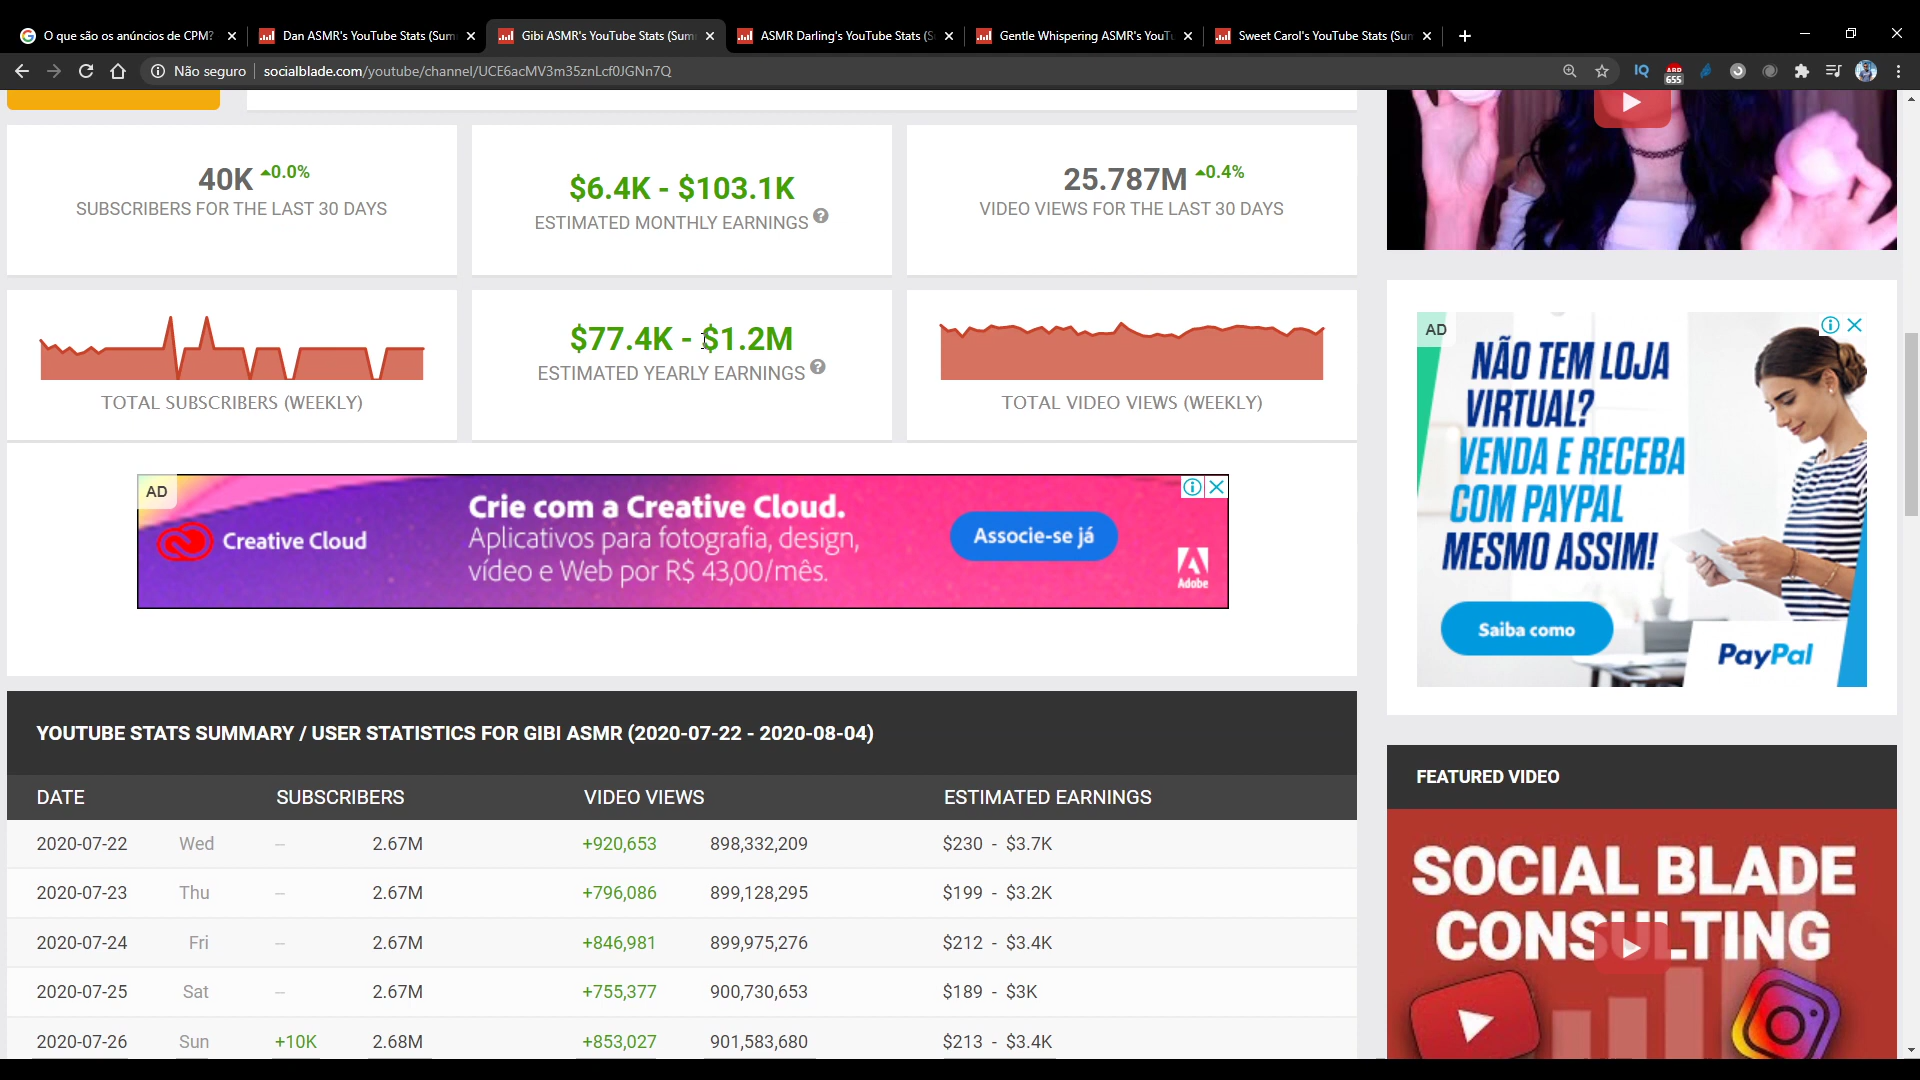 O que são os anúncios de CPM?
Dan ASMR's YouTube Stats (Sum
Gibi ASMR's YouTube Stats (Sum
ASMR Darling's YouTube Stats (S
Gentle Whispering ASMR's YouT
Sweet Carol's YouTube Stats (Sun
Não seguro
socialblade.com/youtube/channel/UCE6acMV3m35znLcf0JGNn7Q
IQ
ABD
655
40K 0.0%
SUBSCRIBERS FOR THE LAST 30 DAYS
$6.4K - $103.1K
ESTIMATED MONTHLY EARNINGS ?
25.787M 0.4%
VIDEO VIEWS FOR THE LAST 30 DAYS
TOTAL SUBSCRIBERS (WEEKLY)
$77.4K - $1.2M
ESTIMATED YEARLY EARNINGS ?
TOTAL VIDEO VIEWS (WEEKLY)
AD
Creative Cloud
Crie com a Creative Cloud.
Aplicativos para fotografia, design,
vídeo e Web por R$ 43,00/mês.
Associe-se já
Adobe
AD
NÃO TEM LOJA
VIRTUAL?
VENDA E RECEBA
COM PAYPAL
MESMO ASSIM!
Saiba como
PayPal
YOUTUBE STATS SUMMARY / USER STATISTICS FOR GIBI ASMR (2020-07-22 - 2020-08-04)
DATE SUBSCRIBERS VIDEO VIEWS ESTIMATED EARNINGS
2020-07-22 Wed -- 2.67M +920,653 898,332,209 $230 - $3.7K
2020-07-23 Thu -- 2.67M +796,086 899,128,295 $199 - $3.2K
2020-07-24 Fri -- 2.67M +846,981 899,975,276 $212 - $3.4K
2020-07-25 Sat -- 2.67M +755,377 900,730,653 $189 - $3K
2020-07-26 Sun +10K 2.68M +853,027 901,583,680 $213 - $3.4K
FEATURED VIDEO
SOCIAL BLADE
CONSULTING